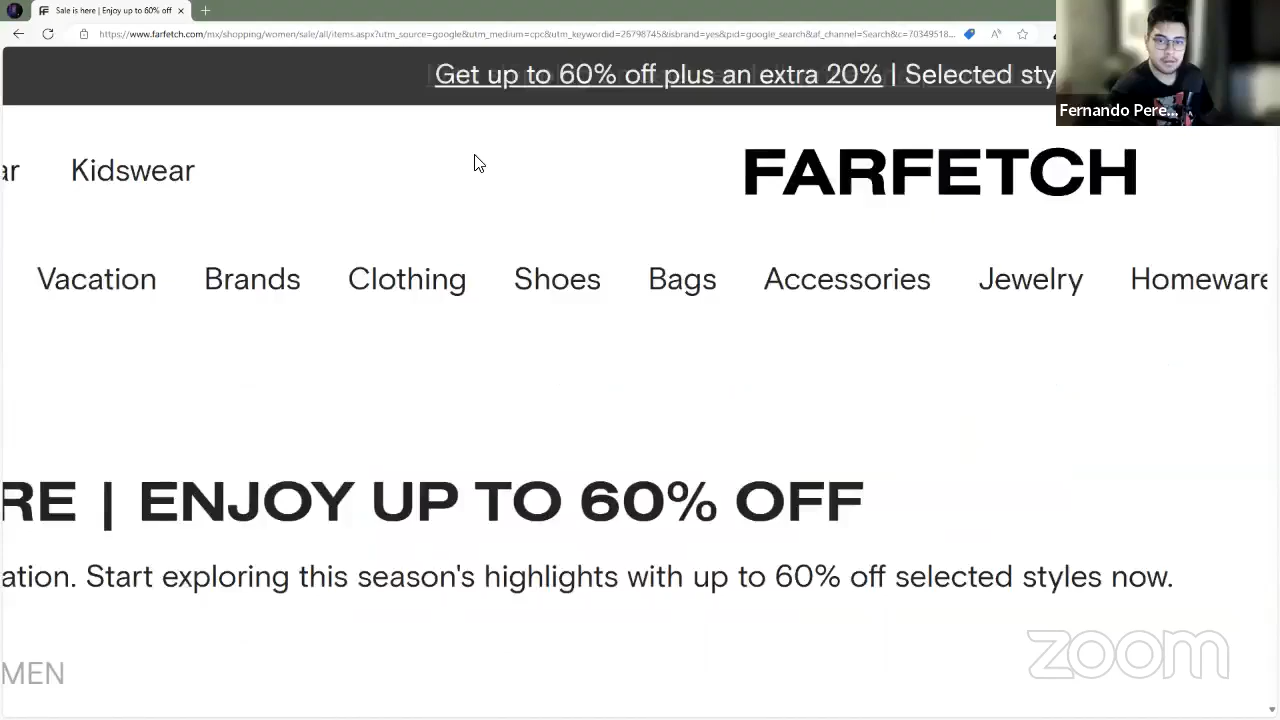 Sale is here | Enjoy up to 60% off
https://www.farfetch.com/mx/shopping/women/sale/all/items.aspx?utm_source=google&utm_medium=cpc&utm_keywordid=26798745&isbrand=yes&pid=google_search&af_channel=Search&c=70349518...
Get up to 60% off plus an extra 20% | Selected sty
Fernando Pere...
ar Kidswear
FARFETCH
Vacation Brands Clothing Shoes Bags Accessories Jewelry Homeware
RE | ENJOY UP TO 60% OFF
ation. Start exploring this season's highlights with up to 60% off selected styles now.
MEN
zoom